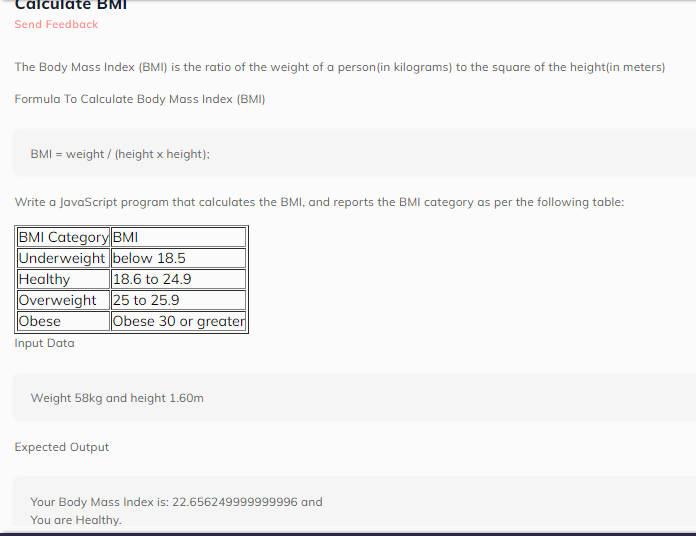 Calculate BMI
Send Feedback
The Body Mass Index (BMI) is the ratio of the weight of a person(in kilograms) to the square of the height(in meters)
Formula To Calculate Body Mass Index (BMI)
BMI = weight / (height x height);
Write a JavaScript program that calculates the BMI, and reports the BMI category as per the following table:
BMI Category BMI
Underweight below 18.5
Healthy 18.6 to 24.9
Overweight 25 to 25.9
Obese Obese 30 or greater
Input Data
Weight 58kg and height 1.60m
Expected Output
Your Body Mass Index is: 22.656249999999996 and
You are Healthy.